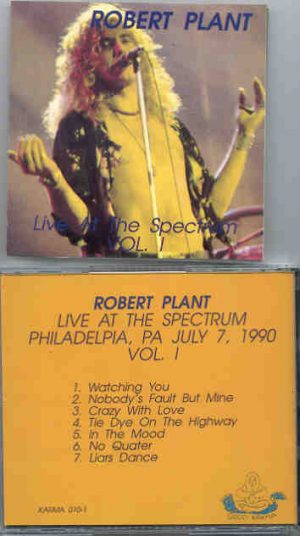 ROBERT PLANT
Live At The Spectrum
VOL. I
ROBERT PLANT
LIVE AT THE SPECTRUM
PHILADELPIA, PA JULY 7, 1990
VOL. I
1. Watching You
2. Nobody's Fault But Mine
3. Crazy With Love
4. Tie Dye On The Highway
5. In The Mood
6. No Quater
7. Liars Dance
KARMA 010-1